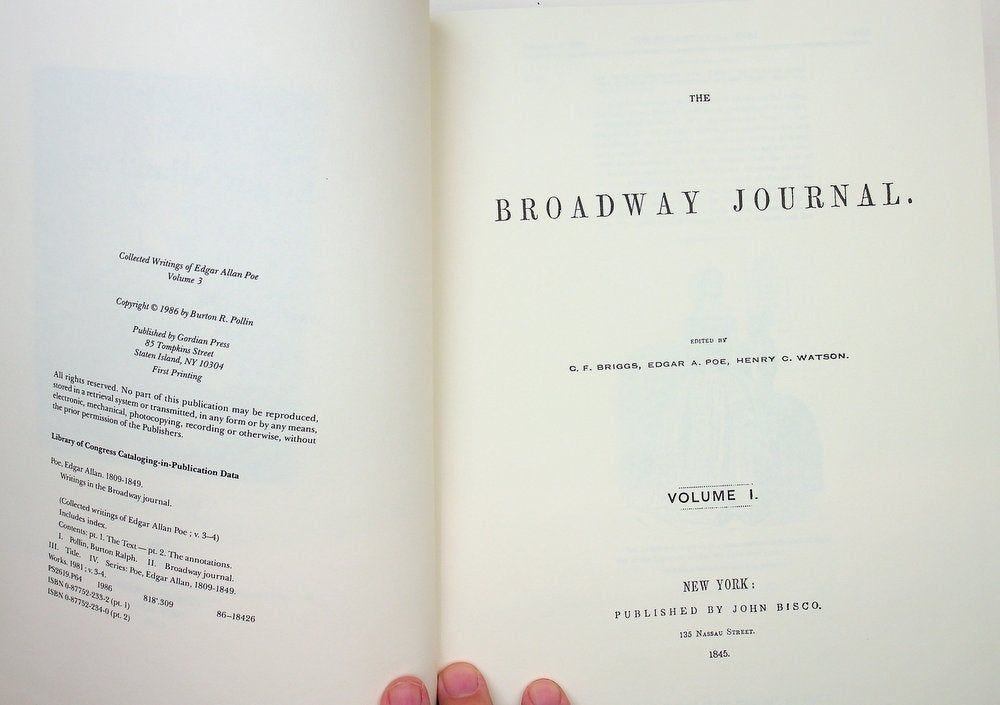 Collected Writings of Edgar Allan Poe
Volume 3
Copyright © 1986 by Burton R. Pollin
Published by Gordian Press
85 Tompkins Street
Staten Island, NY 10304
First Printing
All rights reserved. No part of this publication may be reproduced,
stored in a retrieval system or transmitted, in any form or by any means,
electronic, mechanical, photocopying, recording or otherwise, without
the prior permission of the Publishers.
Library of Congress Cataloging-in-Publication Data
Poe, Edgar Allan. 1809-1849.
Writings in the Broadway journal.
(Collected writings of Edgar Allan Poe ; v. 3-4)
Includes index.
Contents: pt. 1. The Text — pt. 2. The annotations.
I. Pollin, Burton Ralph. II. Broadway journal.
III. Title. IV. Series: Poe, Edgar Allan, 1809-1849.
Works. 1981 ; v. 3-4.
PS2619.P64 1986 818'.309 86-18426
ISBN 0-87752-233-2 (pt. 1)
ISBN 0-87752-234-0 (pt. 2)
THE
BROADWAY JOURNAL.
EDITED BY
C. F. BRIGGS, EDGAR A. POE, HENRY C. WATSON.
VOLUME I.
NEW YORK:
PUBLISHED BY JOHN BISCO.
135 NASSAU STREET.
1845.